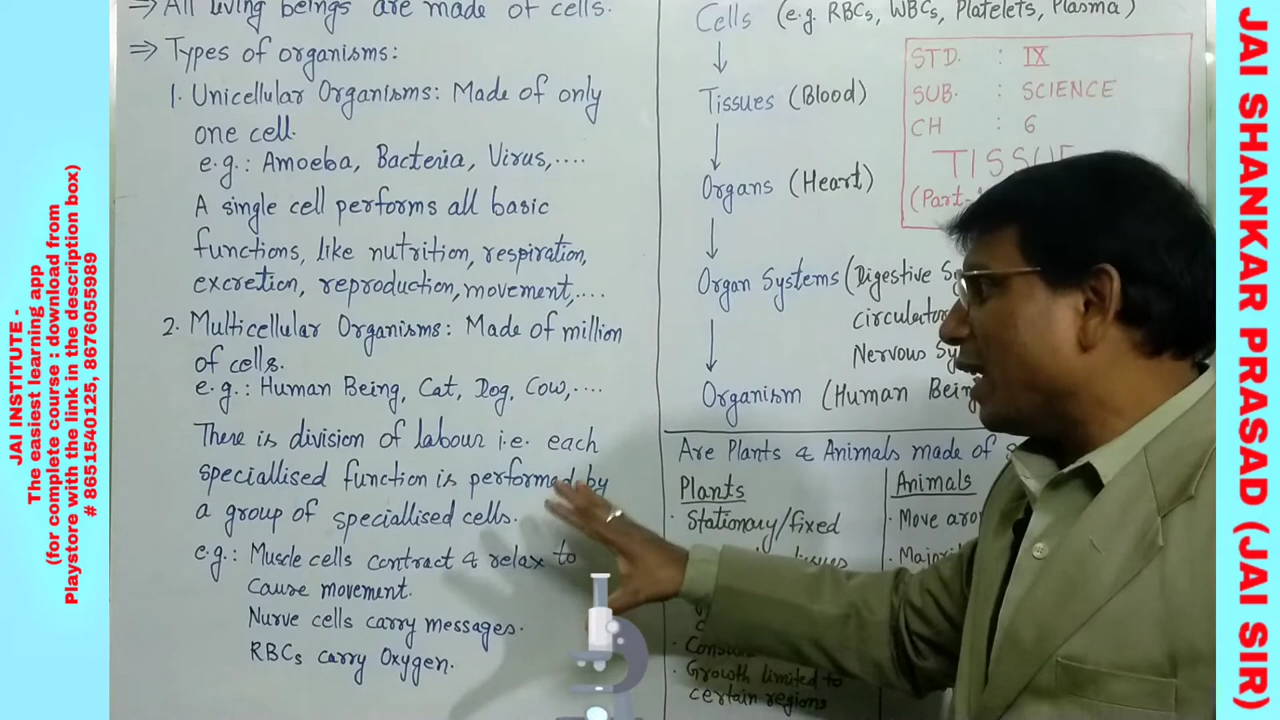 JAI INSTITUTE -
The easiest learning app
(for complete course : download from
Playstore with the link in the description box)
# 8651540125, 8676055989
⇒ All living beings are made of cells.
⇒ Types of organisms:
1. Unicellular Organisms: Made of only
one cell.
e.g.: Amoeba, Bacteria, Virus,....
A single cell performs all basic
functions, like nutrition, respiration,
excretion, reproduction, movement,....
2. Multicellular Organisms: Made of million
of cells.
e.g.: Human Being, Cat, Dog, Cow,....
There is division of labour i.e. each
speciallised function is performed by
a group of speciallised cells.
e.g.: Muscle cells contract & relax to
Cause movement.
Nurve cells carry messages.
RBCs carry Oxygen.
Cells (e.g. RBCs, WBCs, Platelets, Plasma)
↓
Tissues (Blood)
↓
Organs (Heart)
↓
Organ Systems (Digestive
Nervous
↓
Organism (Human Being
STD. : IX
SUB. : SCIENCE
CH : 6
TISSUE
(Part-
Are Plants & Animals made of
Plants
· Stationary/fixed
tissues
· Growth limited to
certain regions
Animals
· Move
JAI SHANKAR PRASAD (JAI SIR)